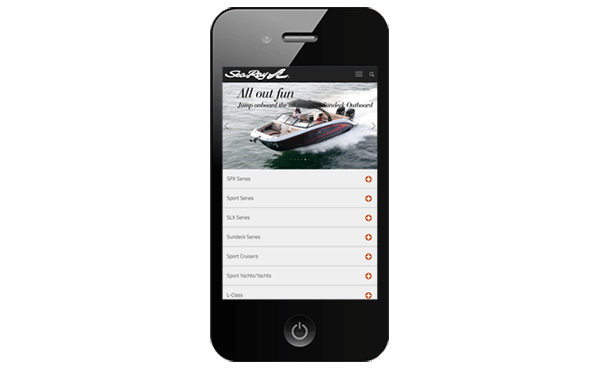 Sea Ray
All out fun
Jump onboard the Sundeck Outboard
SPX Series
Sport Series
SLX Series
Sundeck Series
Sport Cruisers
Sport Yachts/Yachts
L-Class